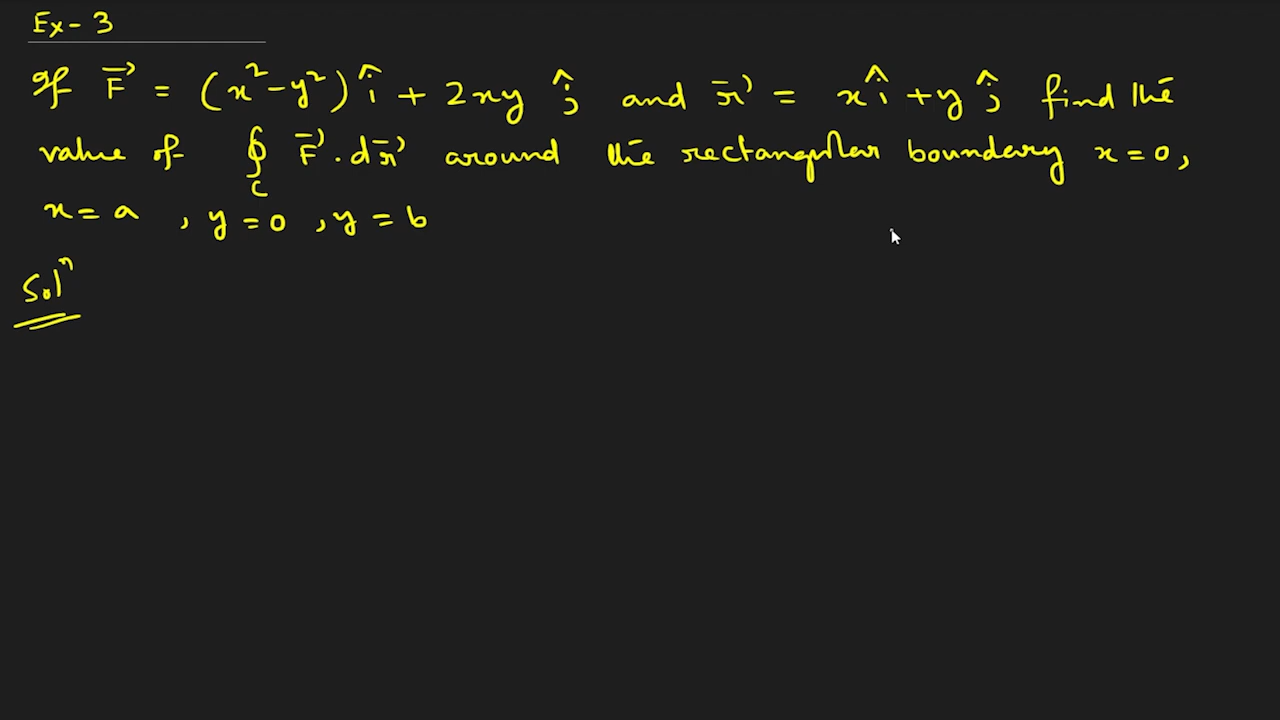 Ex - 3
If F⃗ = (x² - y²) î + 2xy ĵ and r⃗ = x î + y ĵ find the
value of ∮_C F⃗ . dr⃗ around the rectangular boundary x = 0,
x = a , y = 0 , y = b
Solⁿ